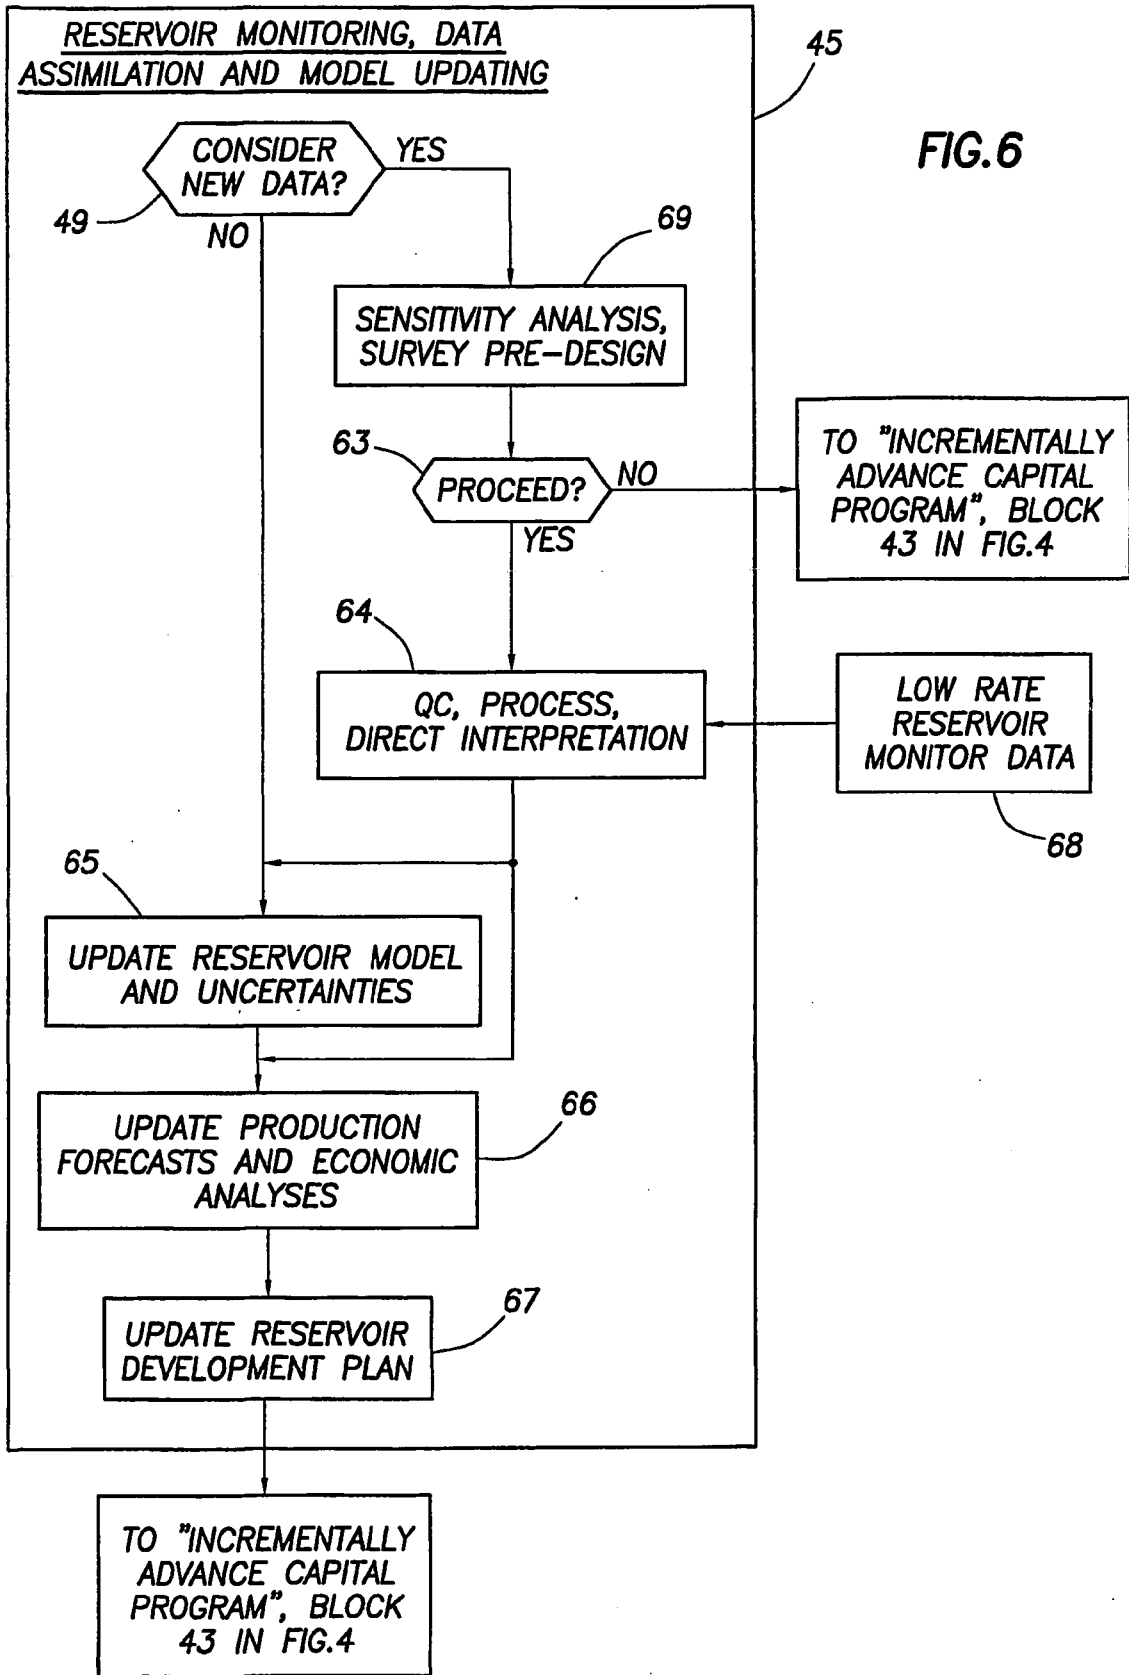 RESERVOIR MONITORING, DATA
ASSIMILATION AND MODEL UPDATING
45
FIG.6
CONSIDER
NEW DATA?
YES
49
NO
69
SENSITIVITY ANALYSIS,
SURVEY PRE-DESIGN
63
PROCEED?
NO
YES
TO "INCREMENTALLY
ADVANCE CAPITAL
PROGRAM", BLOCK
43 IN FIG.4
64
QC, PROCESS,
DIRECT INTERPRETATION
LOW RATE
RESERVOIR
MONITOR DATA
68
65
UPDATE RESERVOIR MODEL
AND UNCERTAINTIES
66
UPDATE PRODUCTION
FORECASTS AND ECONOMIC
ANALYSES
67
UPDATE RESERVOIR
DEVELOPMENT PLAN
TO "INCREMENTALLY
ADVANCE CAPITAL
PROGRAM", BLOCK
43 IN FIG.4